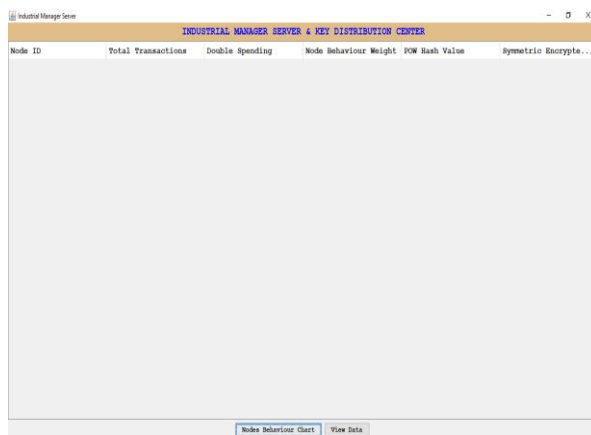 Industrial Manager Server
INDUSTRIAL MANAGER SERVER & KEY DISTRIBUTION CENTER
Node ID Total Transactions Double Spending Node Behaviour Weight POW Hash Value Symmetric Encrypte...
Nodes Behaviour Chart View Data